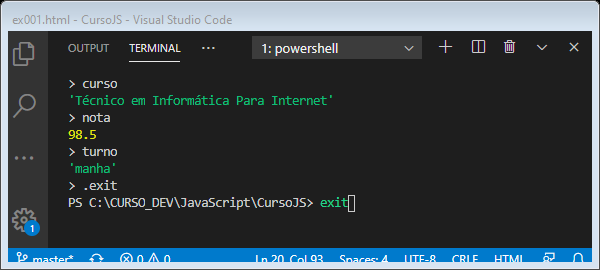 ex001.html - CursoJS - Visual Studio Code
OUTPUT TERMINAL ··· 1: powershell
> curso
'Técnico em Informática Para Internet'
> nota
98.5
> turno
'manha'
> .exit
PS C:\CURSO_DEV\JavaScript\CursoJS> exit
1
master* 0 0 Ln 20, Col 93 Spaces: 4 UTF-8 CRLF HTML